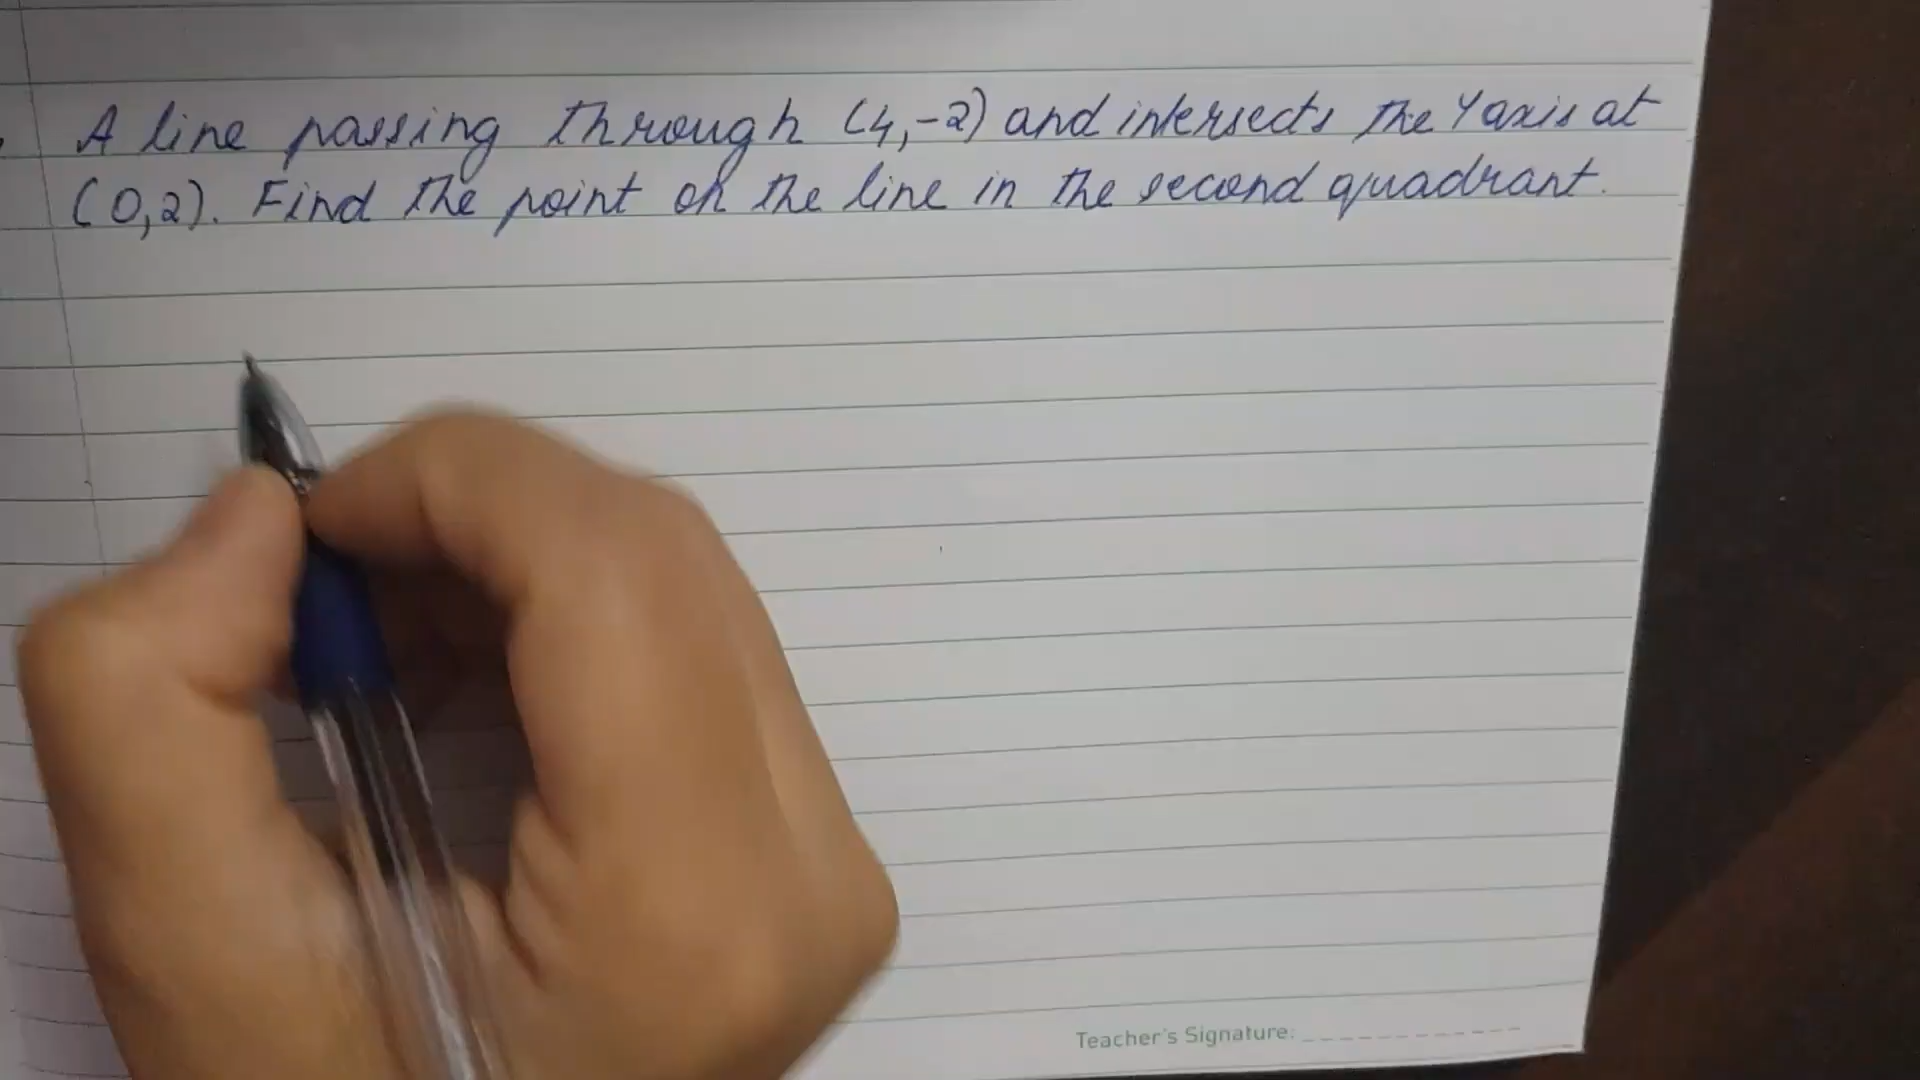 A line passing through (4,-2) and intersects the Y axis at
(0,2). Find the point on the line in the second quadrant.
Teacher's Signature: